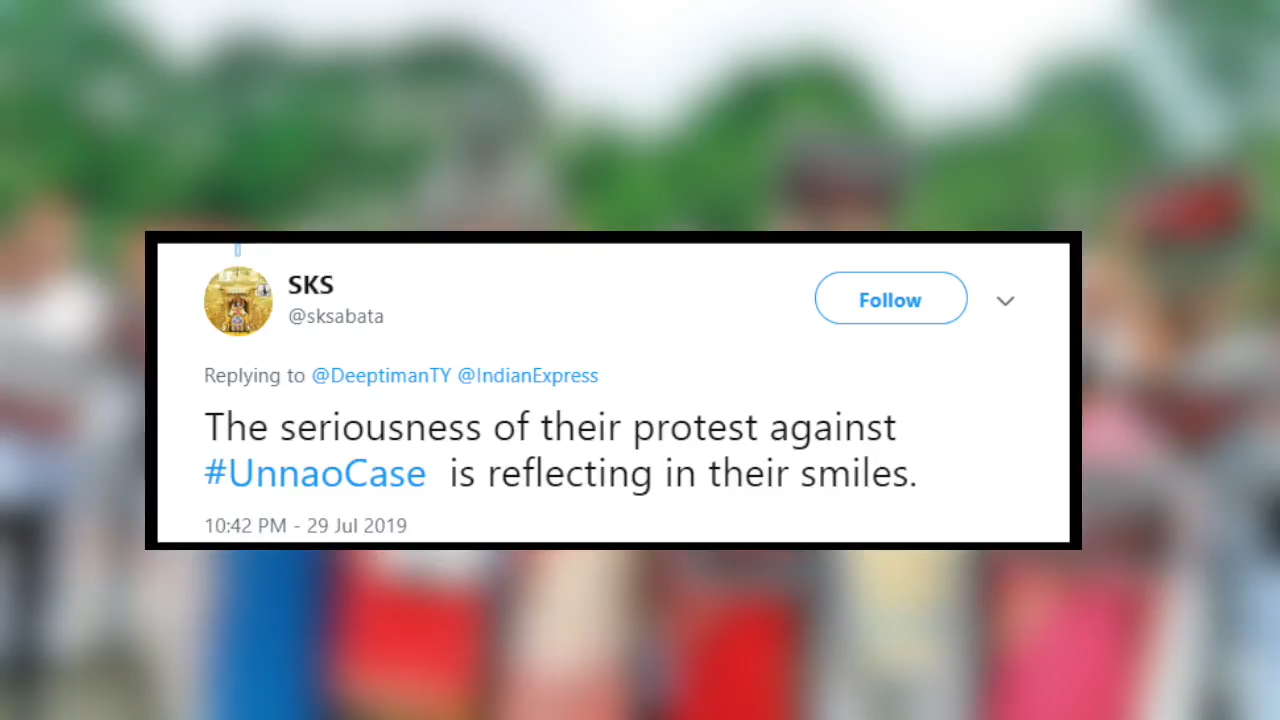 SKS
@sksabata
Follow
Replying to @DeeptimanTY @IndianExpress
The seriousness of their protest against
#UnnaoCase is reflecting in their smiles.
10:42 PM - 29 Jul 2019